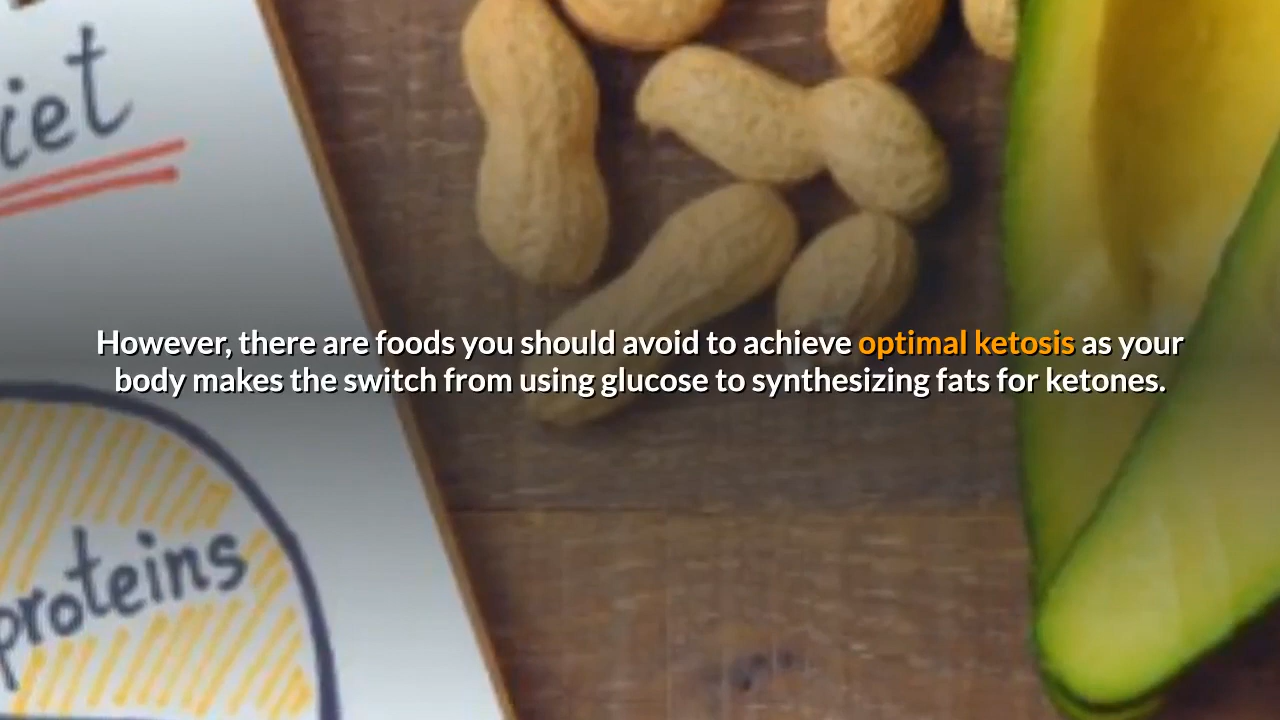 iet
However, there are foods you should avoid to achieve optimal ketosis as your
body makes the switch from using glucose to synthesizing fats for ketones.
proteins